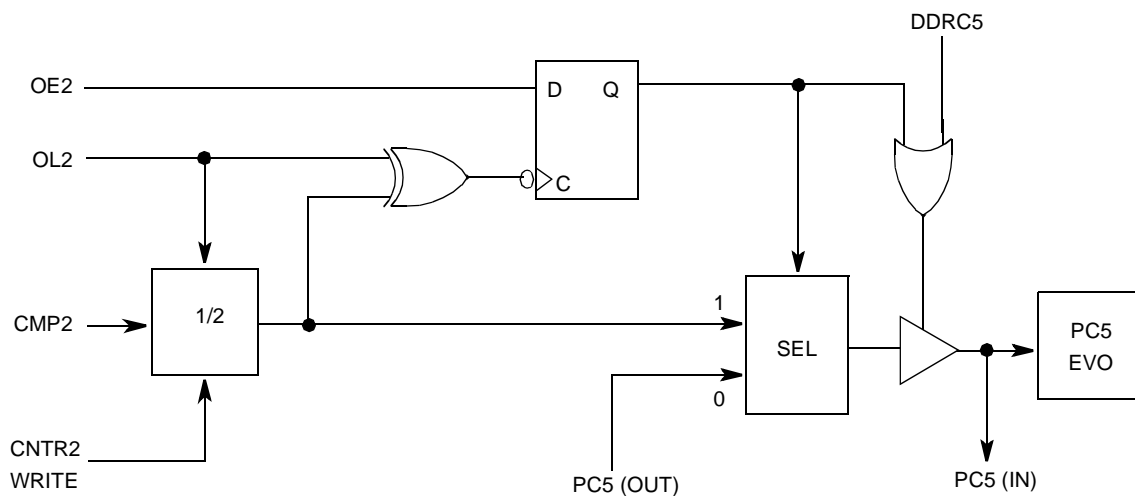 DDRC5
OE2
D Q
OL2
C
1/2
CMP2
1
SEL
0
PC5
EVO
CNTR2
WRITE
PC5 (OUT)
PC5 (IN)